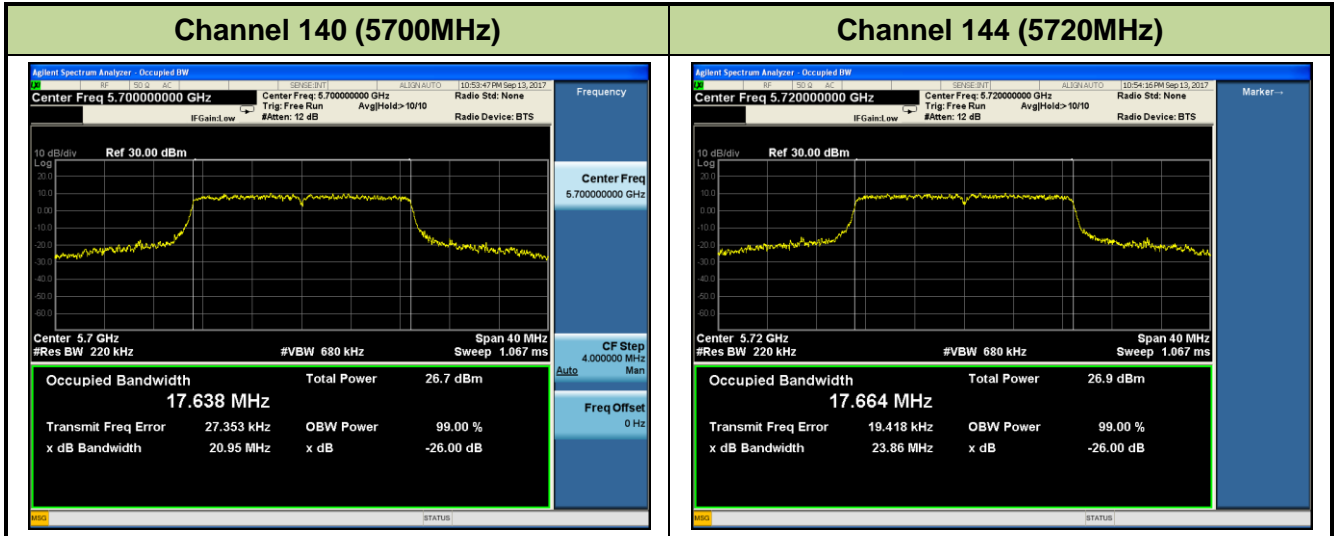 Channel 140 (5700MHz)
Agilent Spectrum Analyzer - Occupied BW
RF 50 Ω AC SENSE:INT ALIGN AUTO 10:53:47 PM Sep 13, 2017
Center Freq 5.700000000 GHz
Center Freq: 5.700000000 GHz
Radio Std: None
Trig: Free Run Avg|Hold:> 10/10
IFGain:Low #Atten: 12 dB Radio Device: BTS
Frequency
10 dB/div Ref 30.00 dBm
Log
20.0
10.0
0.00
-10.0
-20.0
-30.0
-40.0
-50.0
-60.0
Center 5.7 GHz Span 40 MHz
#Res BW 220 kHz #VBW 680 kHz Sweep 1.067 ms
Center Freq
5.700000000 GHz
CF Step
4.000000 MHz
Auto Man
Freq Offset
0 Hz
Occupied Bandwidth Total Power 26.7 dBm
17.638 MHz
Transmit Freq Error 27.353 kHz OBW Power 99.00 %
x dB Bandwidth 20.95 MHz x dB -26.00 dB
MSG STATUS
Channel 144 (5720MHz)
Agilent Spectrum Analyzer - Occupied BW
RF 50 Ω AC SENSE:INT ALIGN AUTO 10:54:16 PM Sep 13, 2017
Center Freq 5.720000000 GHz
Center Freq: 5.720000000 GHz
Radio Std: None
Trig: Free Run Avg|Hold:> 10/10
IFGain:Low #Atten: 12 dB Radio Device: BTS
Marker→
10 dB/div Ref 30.00 dBm
Log
20.0
10.0
0.00
-10.0
-20.0
-30.0
-40.0
-50.0
-60.0
Center 5.72 GHz Span 40 MHz
#Res BW 220 kHz #VBW 680 kHz Sweep 1.067 ms
Occupied Bandwidth Total Power 26.9 dBm
17.664 MHz
Transmit Freq Error 19.418 kHz OBW Power 99.00 %
x dB Bandwidth 23.86 MHz x dB -26.00 dB
MSG STATUS